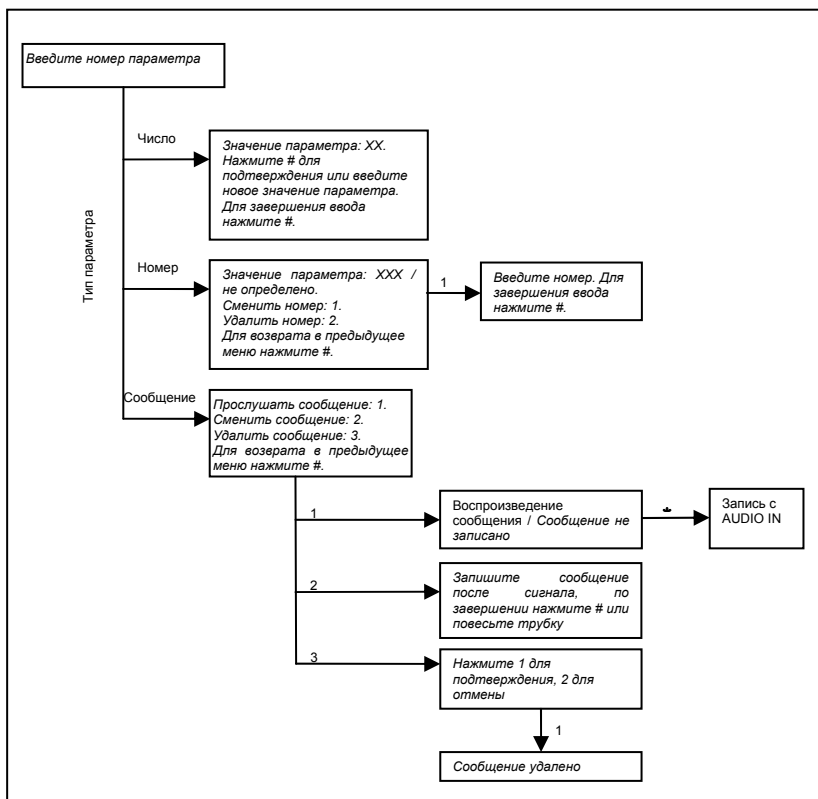 Введите номер параметра
Число
Значение параметра: XX.
Нажмите # для
подтверждения или введите
новое значение параметра.
Для завершения ввода
нажмите #.
Тип параметра
Номер
Значение параметра: XXX /
не определено.
Сменить номер: 1.
Удалить номер: 2.
Для возврата в предыдущее
меню нажмите #.
1
Введите номер. Для
завершения ввода
нажмите #.
Сообщение
Прослушать сообщение: 1.
Сменить сообщение: 2.
Удалить сообщение: 3.
Для возврата в предыдущее
меню нажмите #.
1
Воспроизведение
сообщения / Сообщение не
записано
Запись с
AUDIO IN
2
Запишите сообщение
после сигнала, по
завершении нажмите # или
повесьте трубку
3
Нажмите 1 для
подтверждения, 2 для
отмены
1
Сообщение удалено